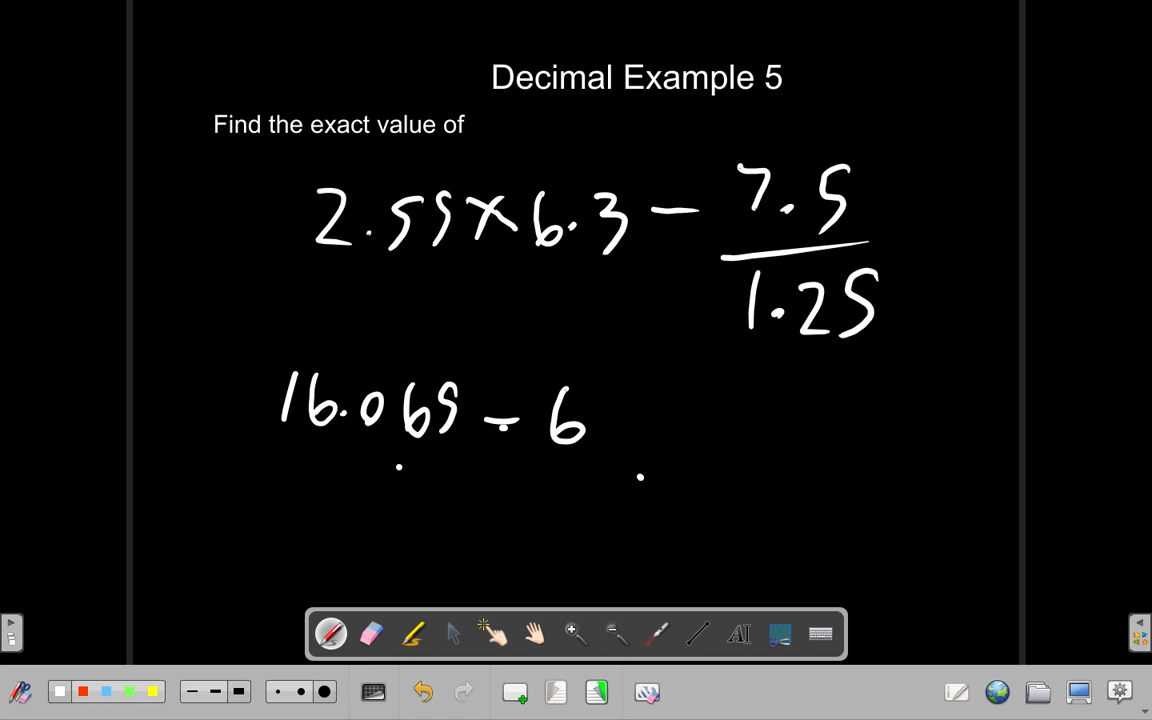 Decimal Example 5
Find the exact value of
2.55×6.3 − 7.5
1.25
16.065 − 6
AI